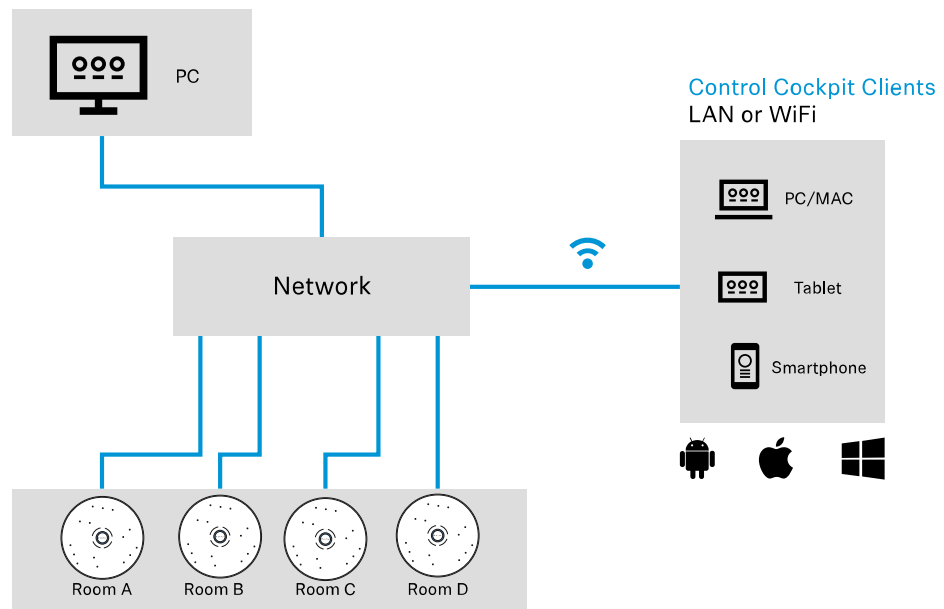 PC
Control Cockpit Clients
LAN or WiFi
PC/MAC
Network
Tablet
Smartphone
Room A
Room B
Room C
Room D